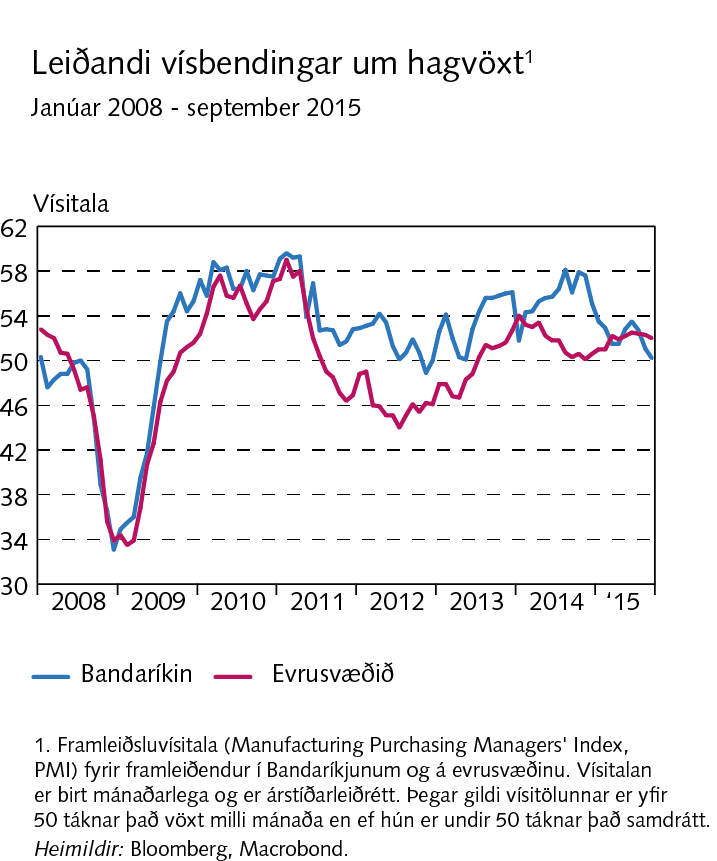 Leiðandi vísbendingar um hagvöxt¹
Janúar 2008 - september 2015
Vísitala
62
58
54
50
46
42
38
34
30
2008 2009 2010 2011 2012 2013 2014 ‘15
Bandaríkin Evrusvæðið
1. Framleiðsluvísitala (Manufacturing Purchasing Managers' Index,
PMI) fyrir framleiðendur í Bandaríkjunum og á evrusvæðinu. Vísitalan
er birt mánaðarlega og er árstíðarleiðrétt. Þegar gildi vísitölunnar er yfir
50 táknar það vöxt milli mánaða en ef hún er undir 50 táknar það samdrátt.
Heimildir: Bloomberg, Macrobond.